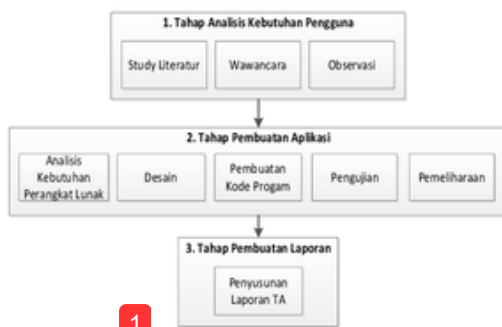 1. Tahap Analisis Kebutuhan Pengguna
Study Literatur
Wawancara
Observasi
2. Tahap Pembuatan Aplikasi
Analisis
Kebutuhan
Perangkat Lunak
Desain
Pembuatan
Kode Progam
Pengujian
Pemeliharaan
3. Tahap Pembuatan Laporan
Penyusunan
Laporan TA
1